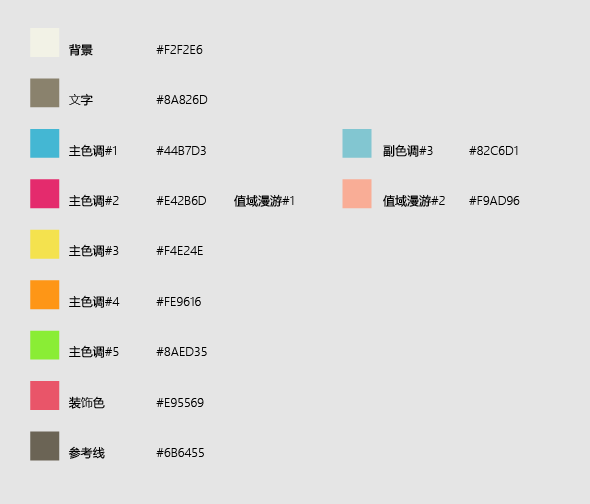 背景 #F2F2E6
文字 #8A826D
主色调#1 #44B7D3 副色调#3 #82C6D1
主色调#2 #E42B6D 值域漫游#1 值域漫游#2 #F9AD96
主色调#3 #F4E24E
主色调#4 #FE9616
主色调#5 #8AED35
装饰色 #E95569
参考线 #6B6455